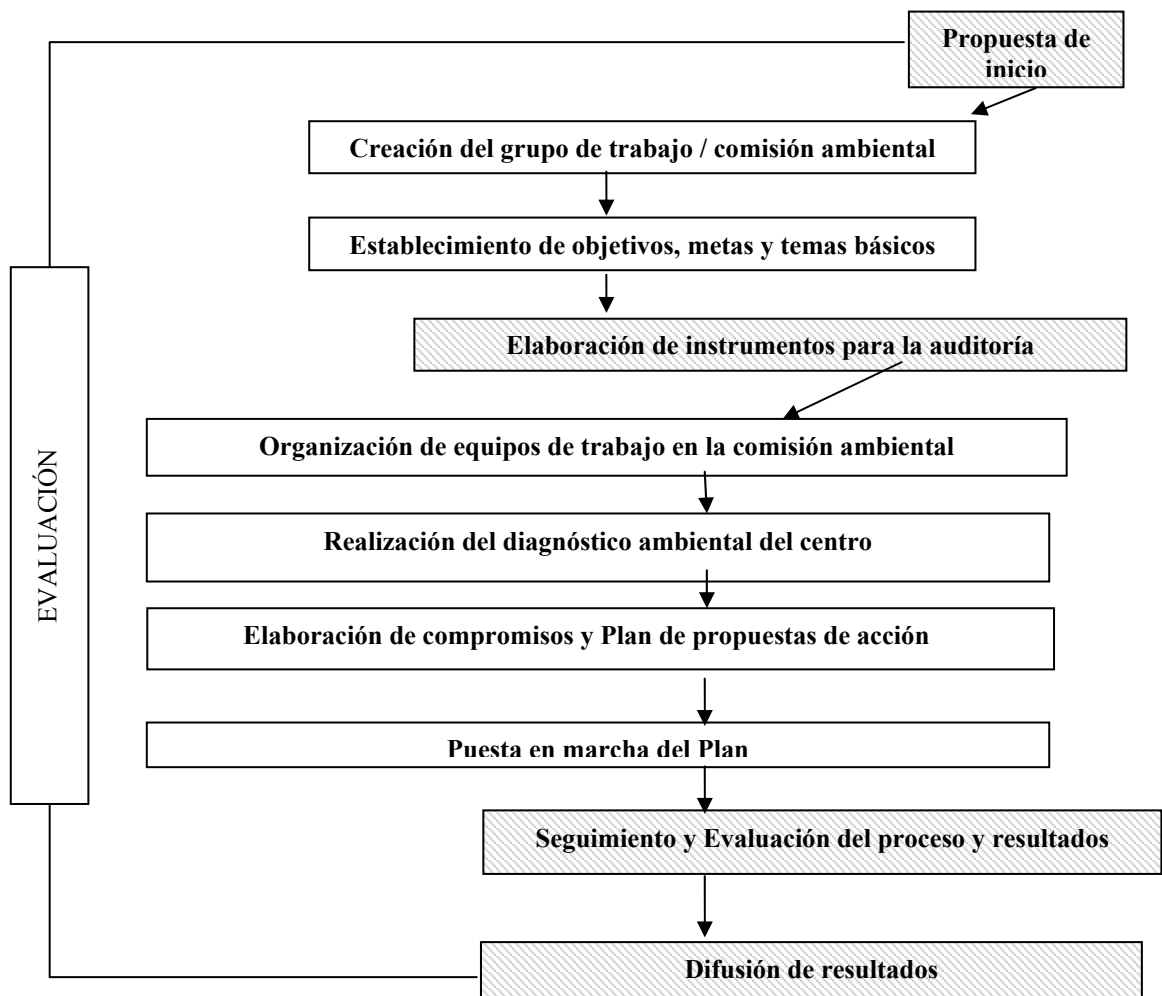 Propuesta de
inicio
Creación del grupo de trabajo / comisión ambiental
Establecimiento de objetivos, metas y temas básicos
Elaboración de instrumentos para la auditoría
Organización de equipos de trabajo en la comisión ambiental
EVALUACIÓN
Realización del diagnóstico ambiental del centro
Elaboración de compromisos y Plan de propuestas de acción
Puesta en marcha del Plan
Seguimiento y Evaluación del proceso y resultados
Difusión de resultados